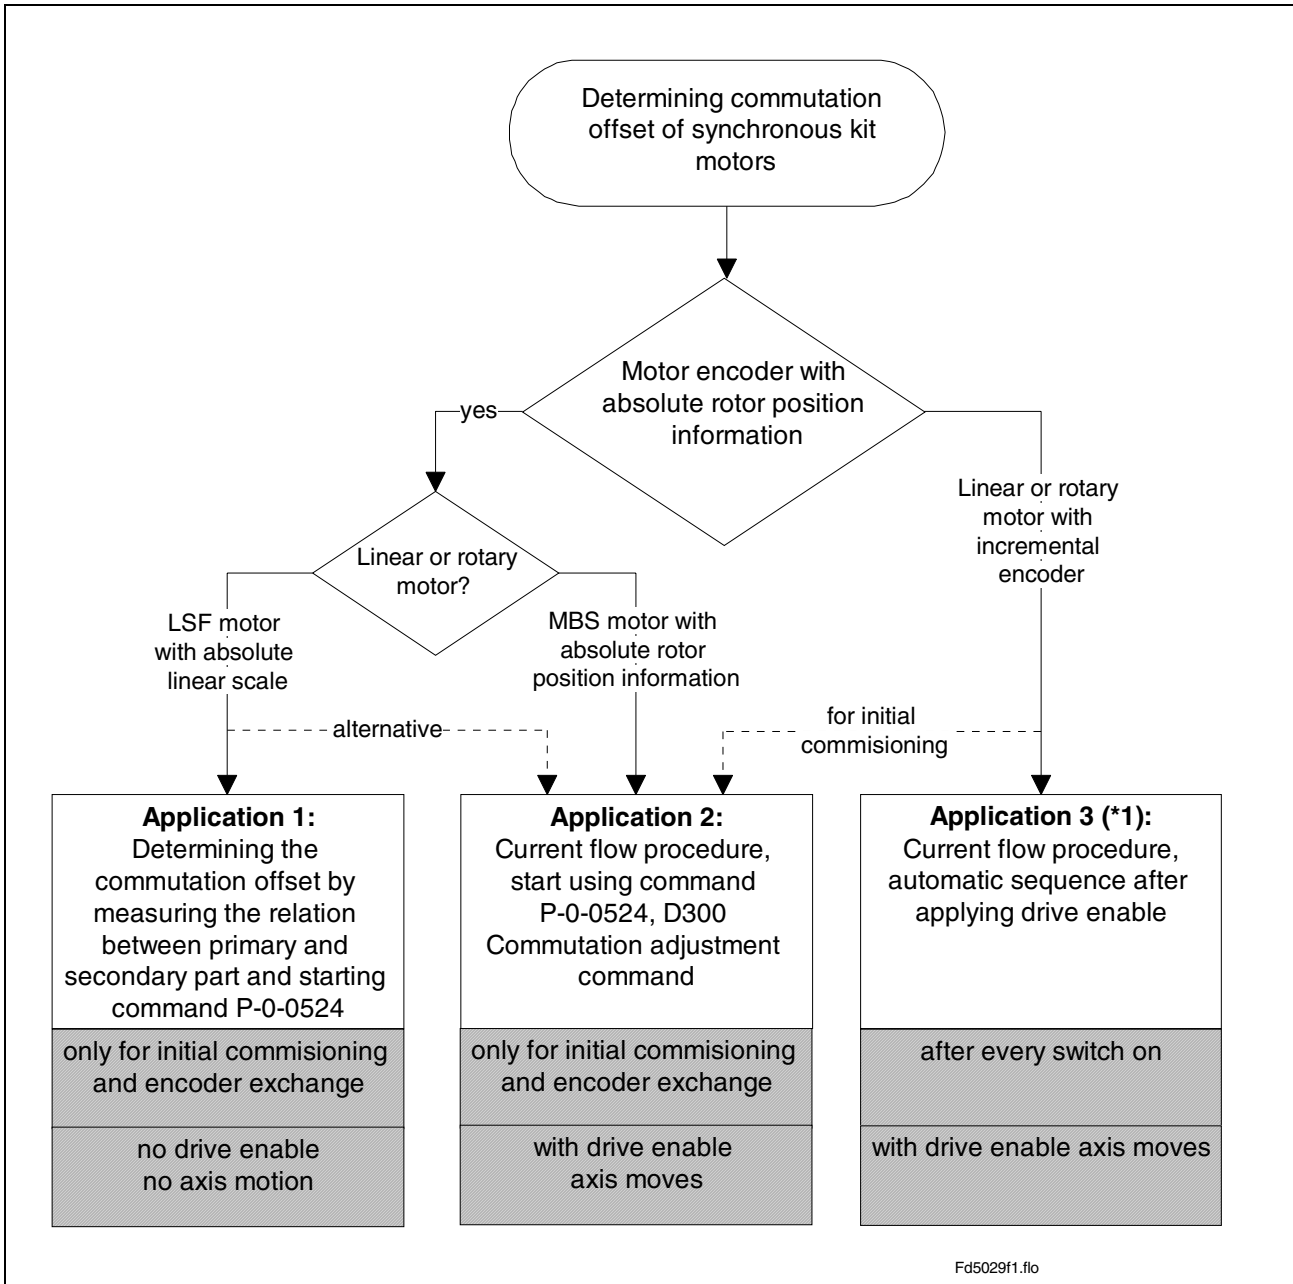 Determining commutation
offset of synchronous kit
motors
Motor encoder with
absolute rotor position
information
yes
Linear or rotary
motor with
incremental
encoder
Linear or rotary
motor?
LSF motor
with absolute
linear scale
MBS motor with
absolute rotor
position information
alternative
for initial
commisioning
Application 1:
Determining the
commutation offset by
measuring the relation
between primary and
secondary part and starting
command P-0-0524
only for initial commisioning
and encoder exchange
no drive enable
no axis motion
Application 2:
Current flow procedure,
start using command
P-0-0524, D300
Commutation adjustment
command
only for initial commisioning
and encoder exchange
with drive enable
axis moves
Application 3 (*1):
Current flow procedure,
automatic sequence after
applying drive enable
after every switch on
with drive enable axis moves
Fd5029f1.flo